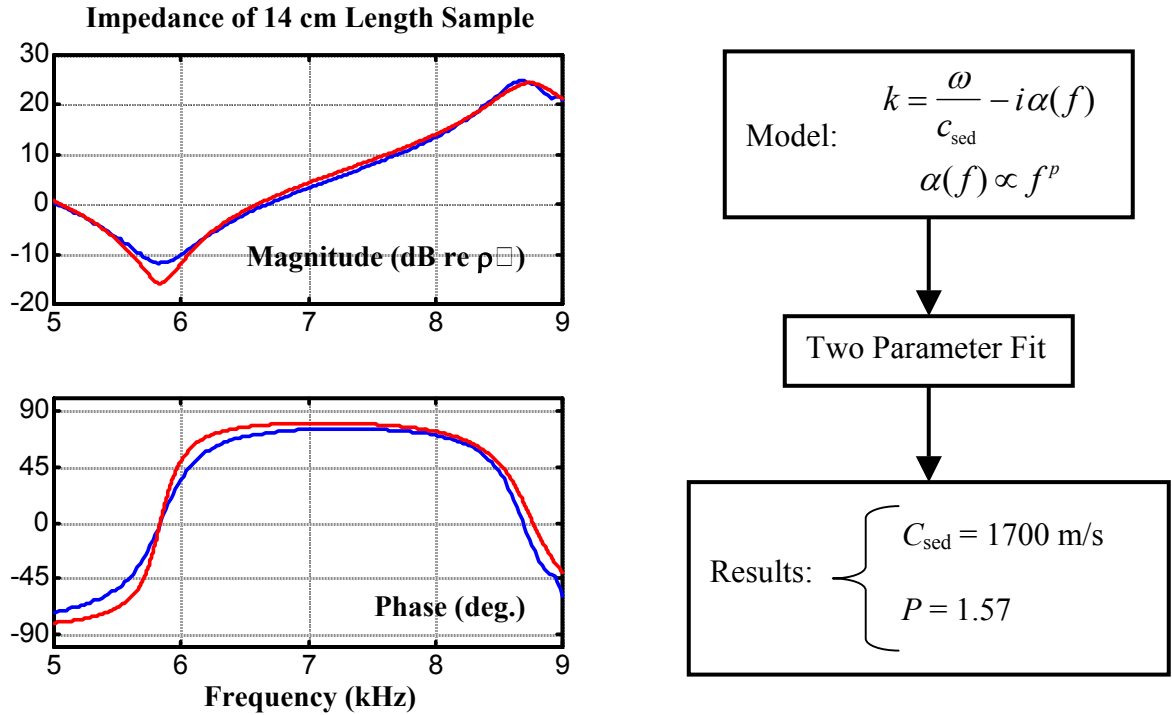 Impedance of 14 cm Length Sample
30
20
10
0
-10
-20
Magnitude (dB re ρ□)
5 6 7 8 9
90
45
0
-45
-90
Phase (deg.)
5 6 7 8 9
Frequency (kHz)
Model:
k = ω / c_sed − iα(f)
α(f) ∝ f^p
Two Parameter Fit
Results:
C_sed = 1700 m/s
P = 1.57